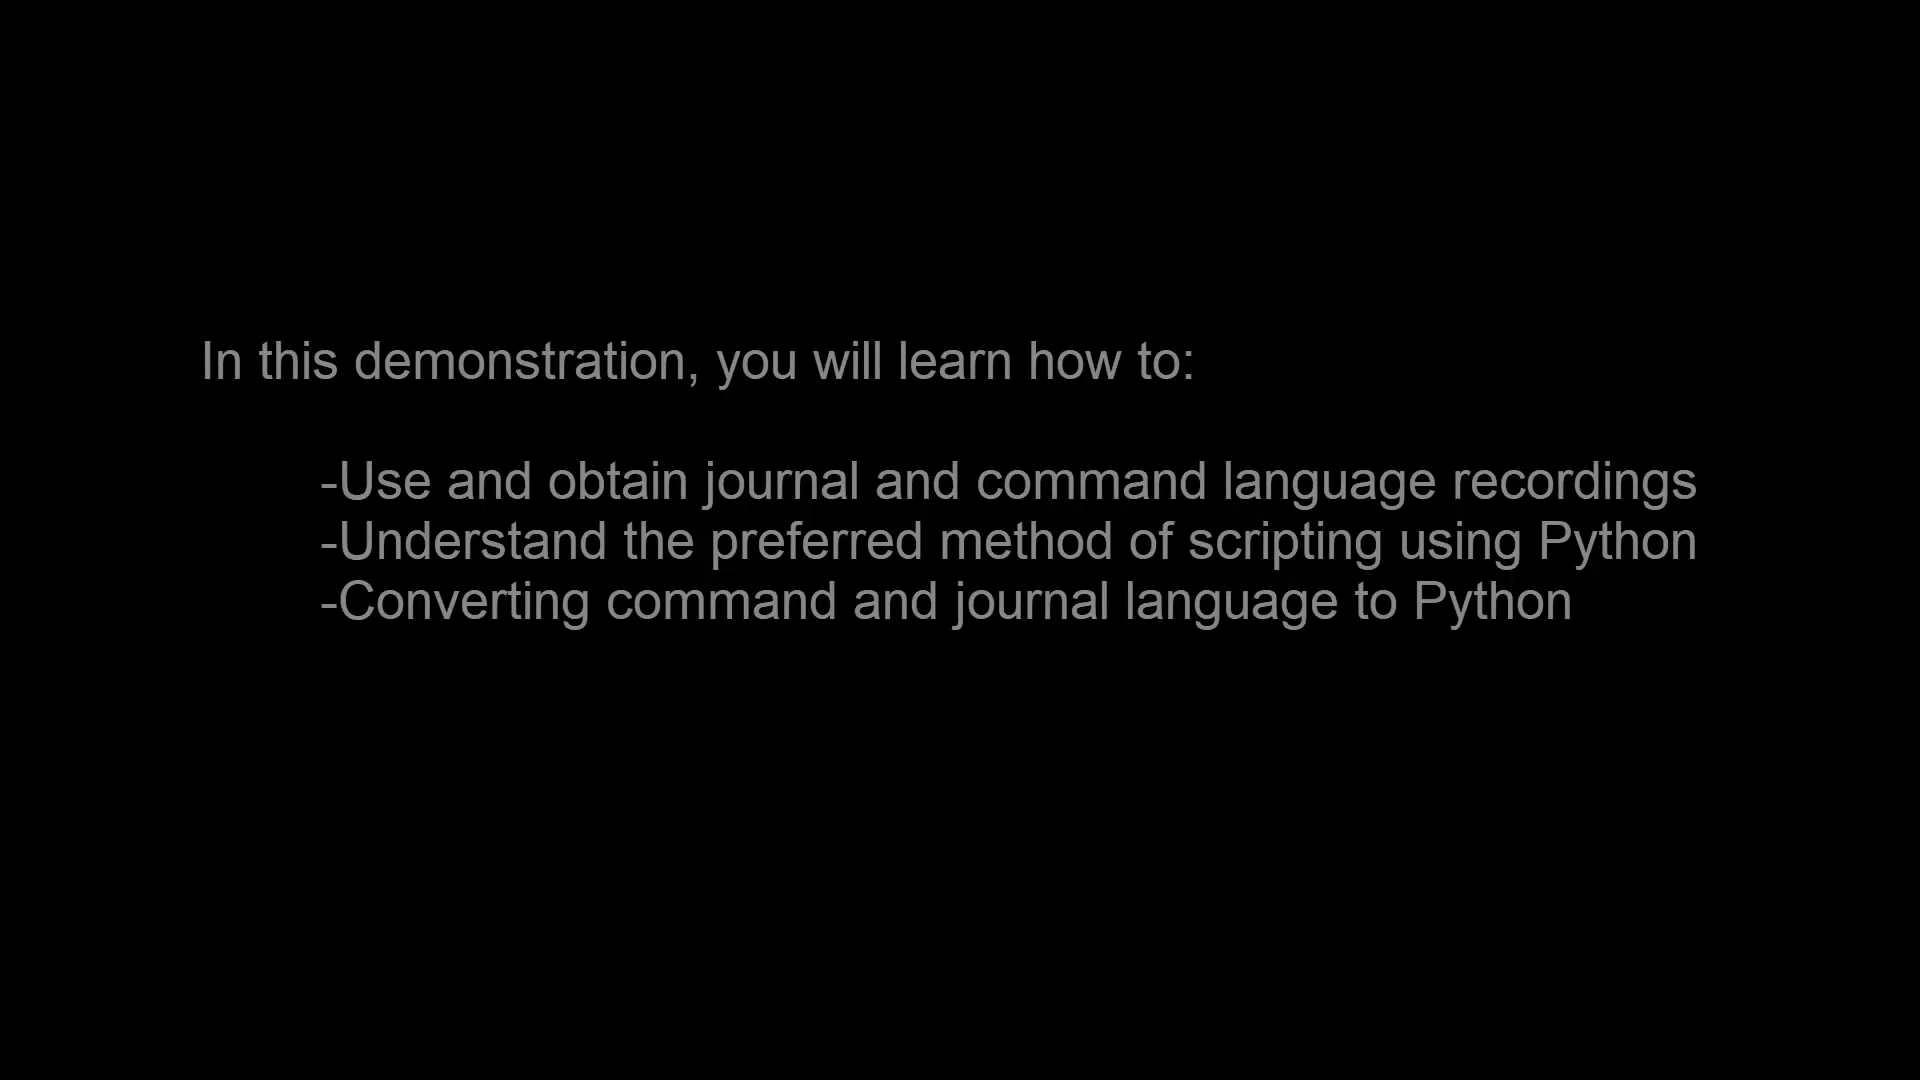 In this demonstration, you will learn how to:
-Use and obtain journal and command language recordings
-Understand the preferred method of scripting using Python
-Converting command and journal language to Python